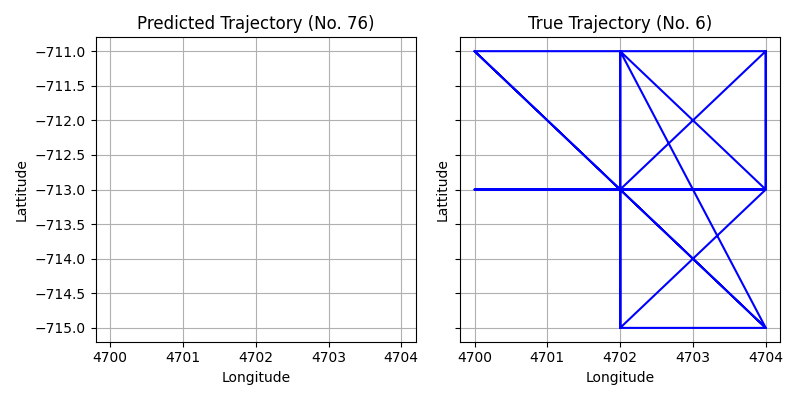 Predicted Trajectory (No. 76)
True Trajectory (No. 6)
Lattitude
−711.0
−711.5
−712.0
−712.5
−713.0
−713.5
−714.0
−714.5
−715.0
4700 4701 4702 4703 4704
Longitude
Lattitude
4700 4701 4702 4703 4704
Longitude